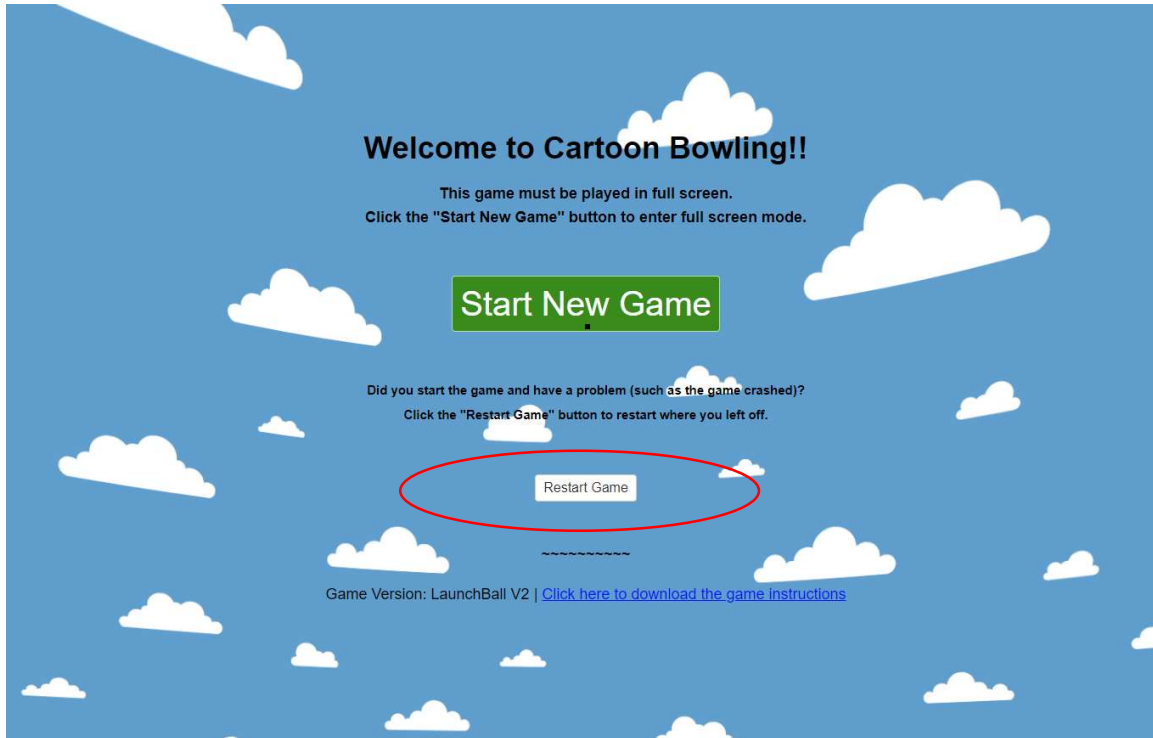 Welcome to Cartoon Bowling!!
This game must be played in full screen.
Click the "Start New Game" button to enter full screen mode.
Start New Game
Did you start the game and have a problem (such as the game crashed)?
Click the "Restart Game" button to restart where you left off.
Restart Game
~~~~~~~~~~
Game Version: LaunchBall V2 | Click here to download the game instructions